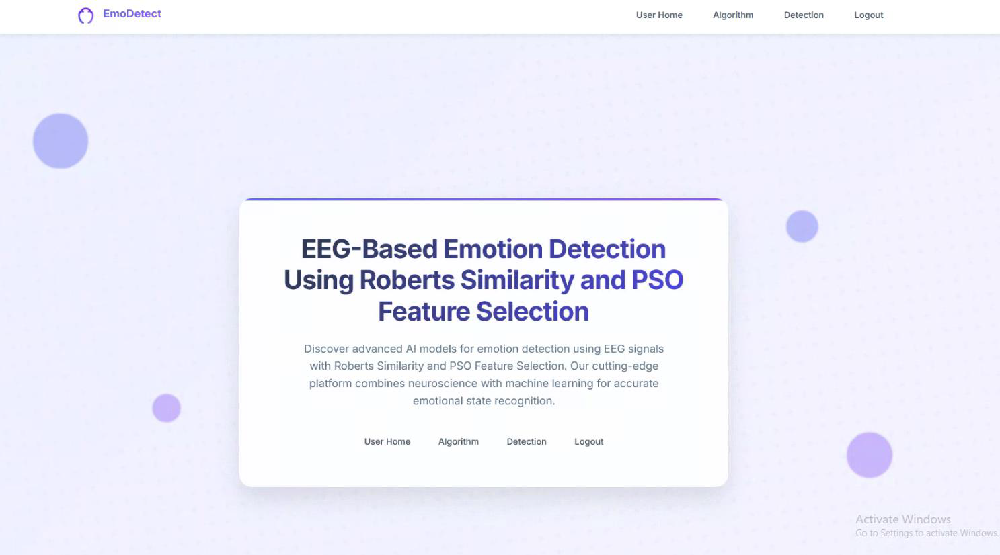 EmoDetect
User Home Algorithm Detection Logout
EEG-Based Emotion Detection
Using Roberts Similarity and PSO
Feature Selection
Discover advanced AI models for emotion detection using EEG signals
with Roberts Similarity and PSO Feature Selection. Our cutting-edge
platform combines neuroscience with machine learning for accurate
emotional state recognition.
User Home Algorithm Detection Logout
Activate Windows
Go to Settings to activate Windows.